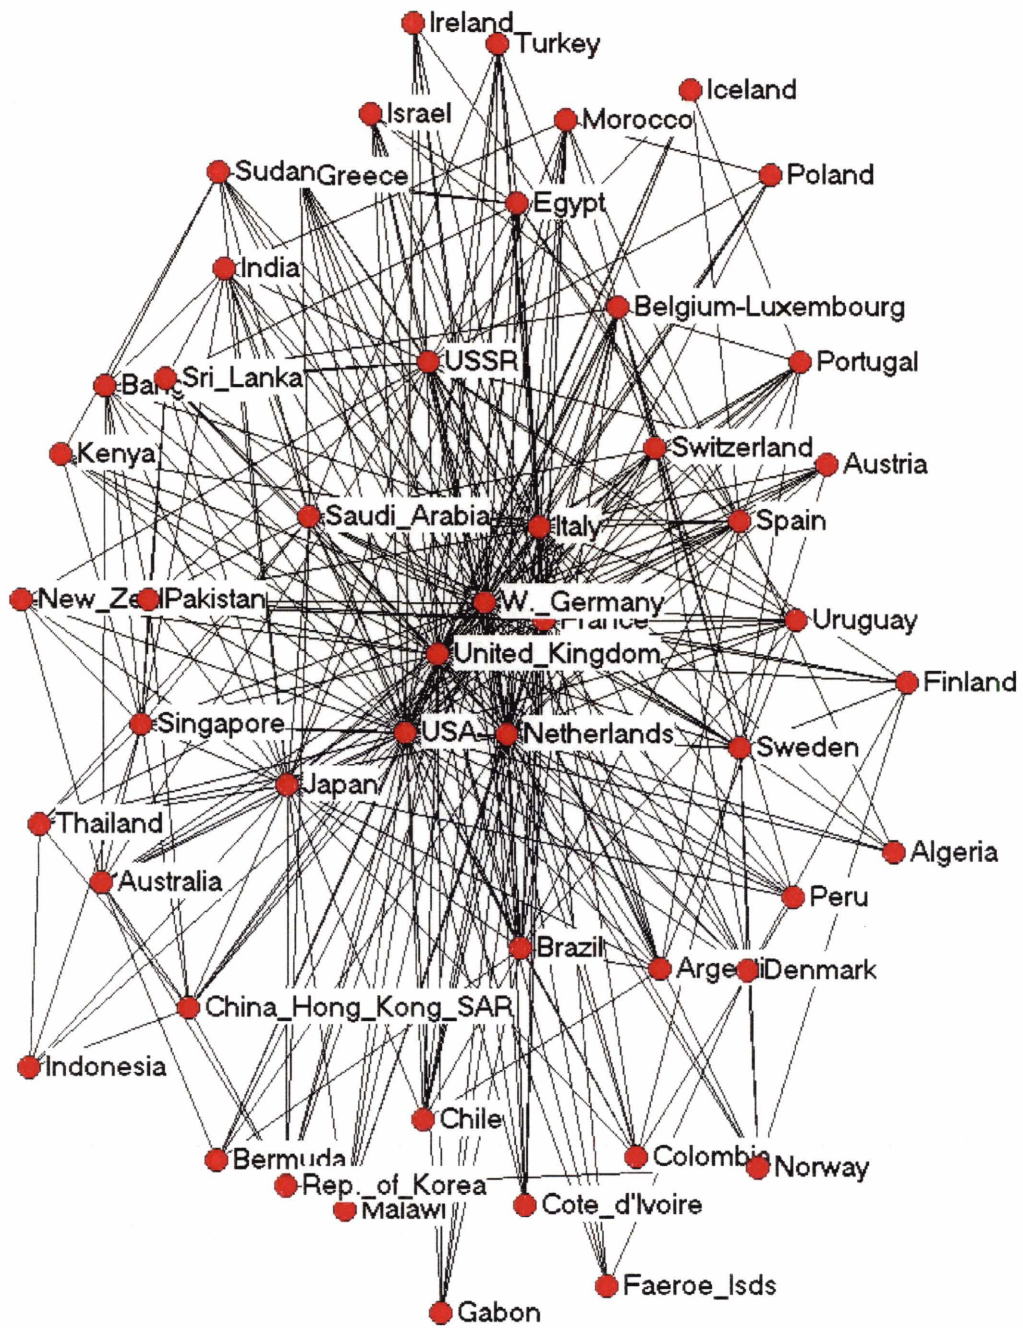 Ireland
Turkey
Iceland
Israel
Morocco
Sudan
Greece
Poland
Egypt
India
Belgium-Luxembourg
USSR
Portugal
Sri_Lanka
Kenya
Switzerland
Austria
Saudi_Arabia
Italy
Spain
Pakistan
W._Germany
France
Uruguay
United_Kingdom
Finland
Singapore
USA
Netherlands
Sweden
Japan
Thailand
Algeria
Australia
Peru
Brazil
Denmark
China_Hong_Kong_SAR
Indonesia
Chile
Bermuda
Colombia
Norway
Rep._of_Korea
Malawi
Cote_d'Ivoire
Faeroe_Isds
Gabon